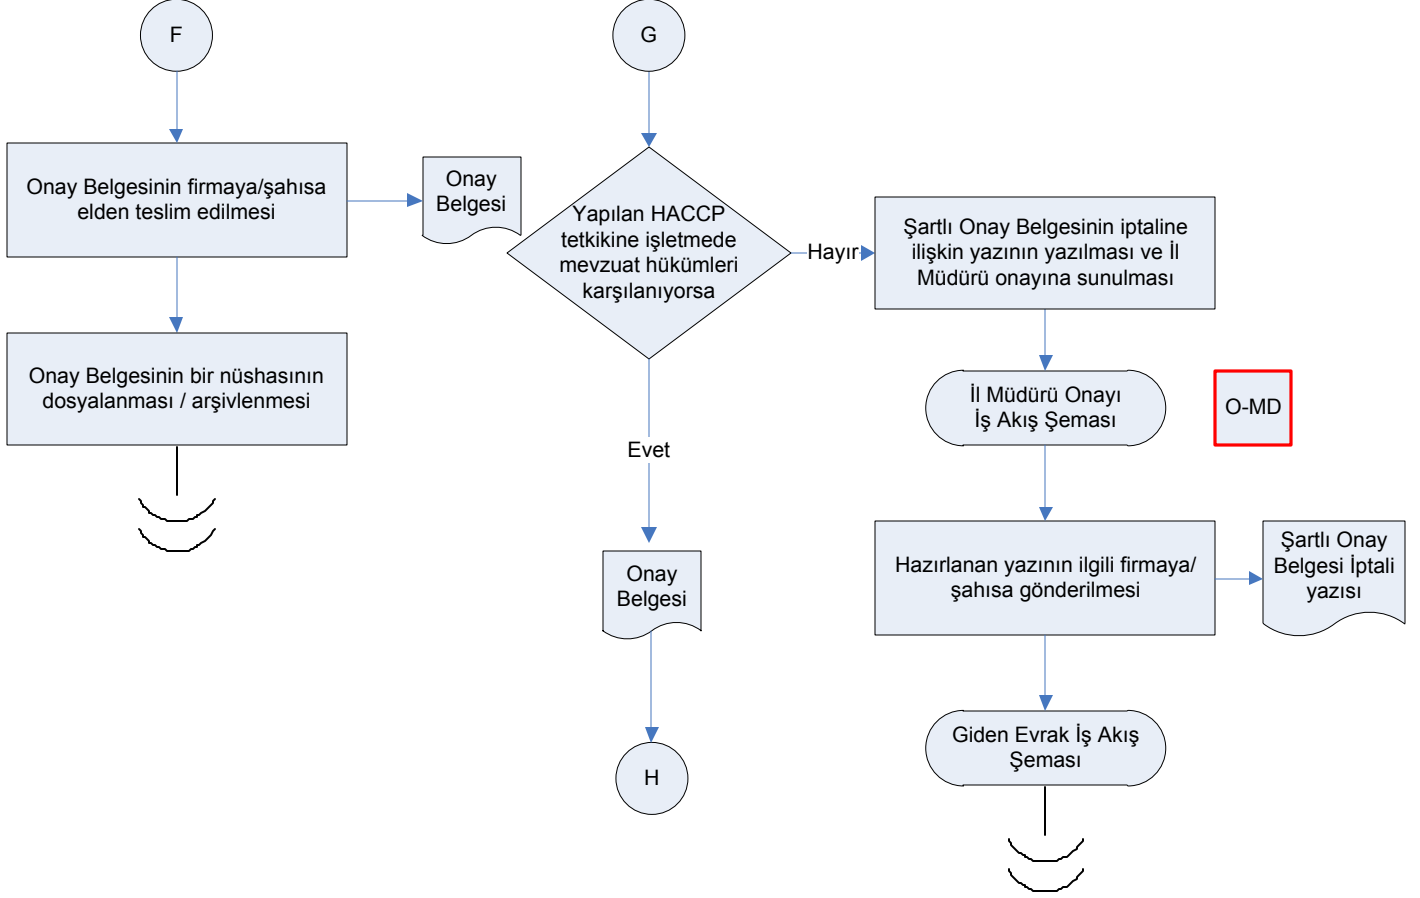 F
Onay Belgesinin firmaya/şahısa
elden teslim edilmesi
Onay
Belgesi
Onay Belgesinin bir nüshasının
dosyalanması / arşivlenmesi
G
Yapılan HACCP
tetkikine işletmede
mevzuat hükümleri
karşılanıyorsa
Hayır
Şartlı Onay Belgesinin iptaline
ilişkin yazının yazılması ve İl
Müdürü onayına sunulması
İl Müdürü Onayı
İş Akış Şeması
O-MD
Evet
Onay
Belgesi
H
Hazırlanan yazının ilgili firmaya/
şahısa gönderilmesi
Şartlı Onay
Belgesi İptali
yazısı
Giden Evrak İş Akış
Şeması